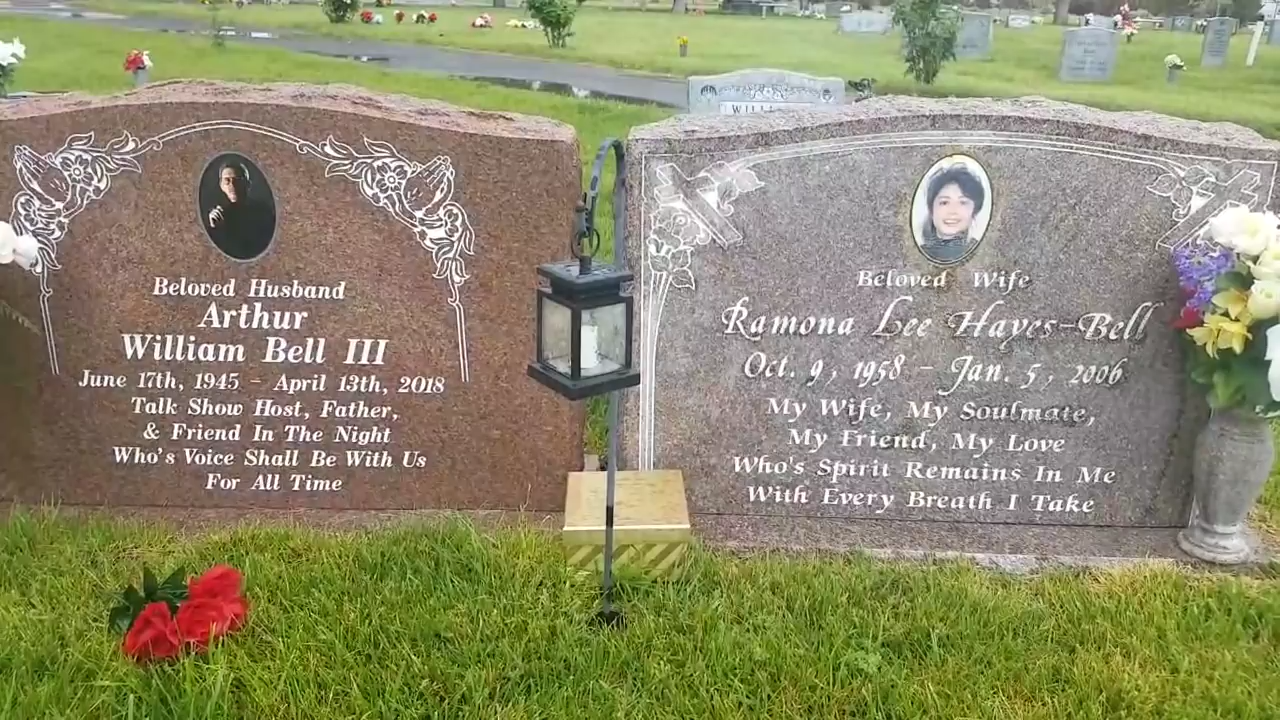 Beloved Husband
Arthur
William Bell III
June 17th, 1945 - April 13th, 2018
Talk Show Host, Father,
& Friend In The Night
Who's Voice Shall Be With Us
For All Time
Beloved Wife
Ramona Lee Hayes-Bell
Oct. 9, 1958 - Jan. 5, 2006
My Wife, My Soulmate,
My Friend, My Love
Who's Spirit Remains In Me
With Every Breath I Take